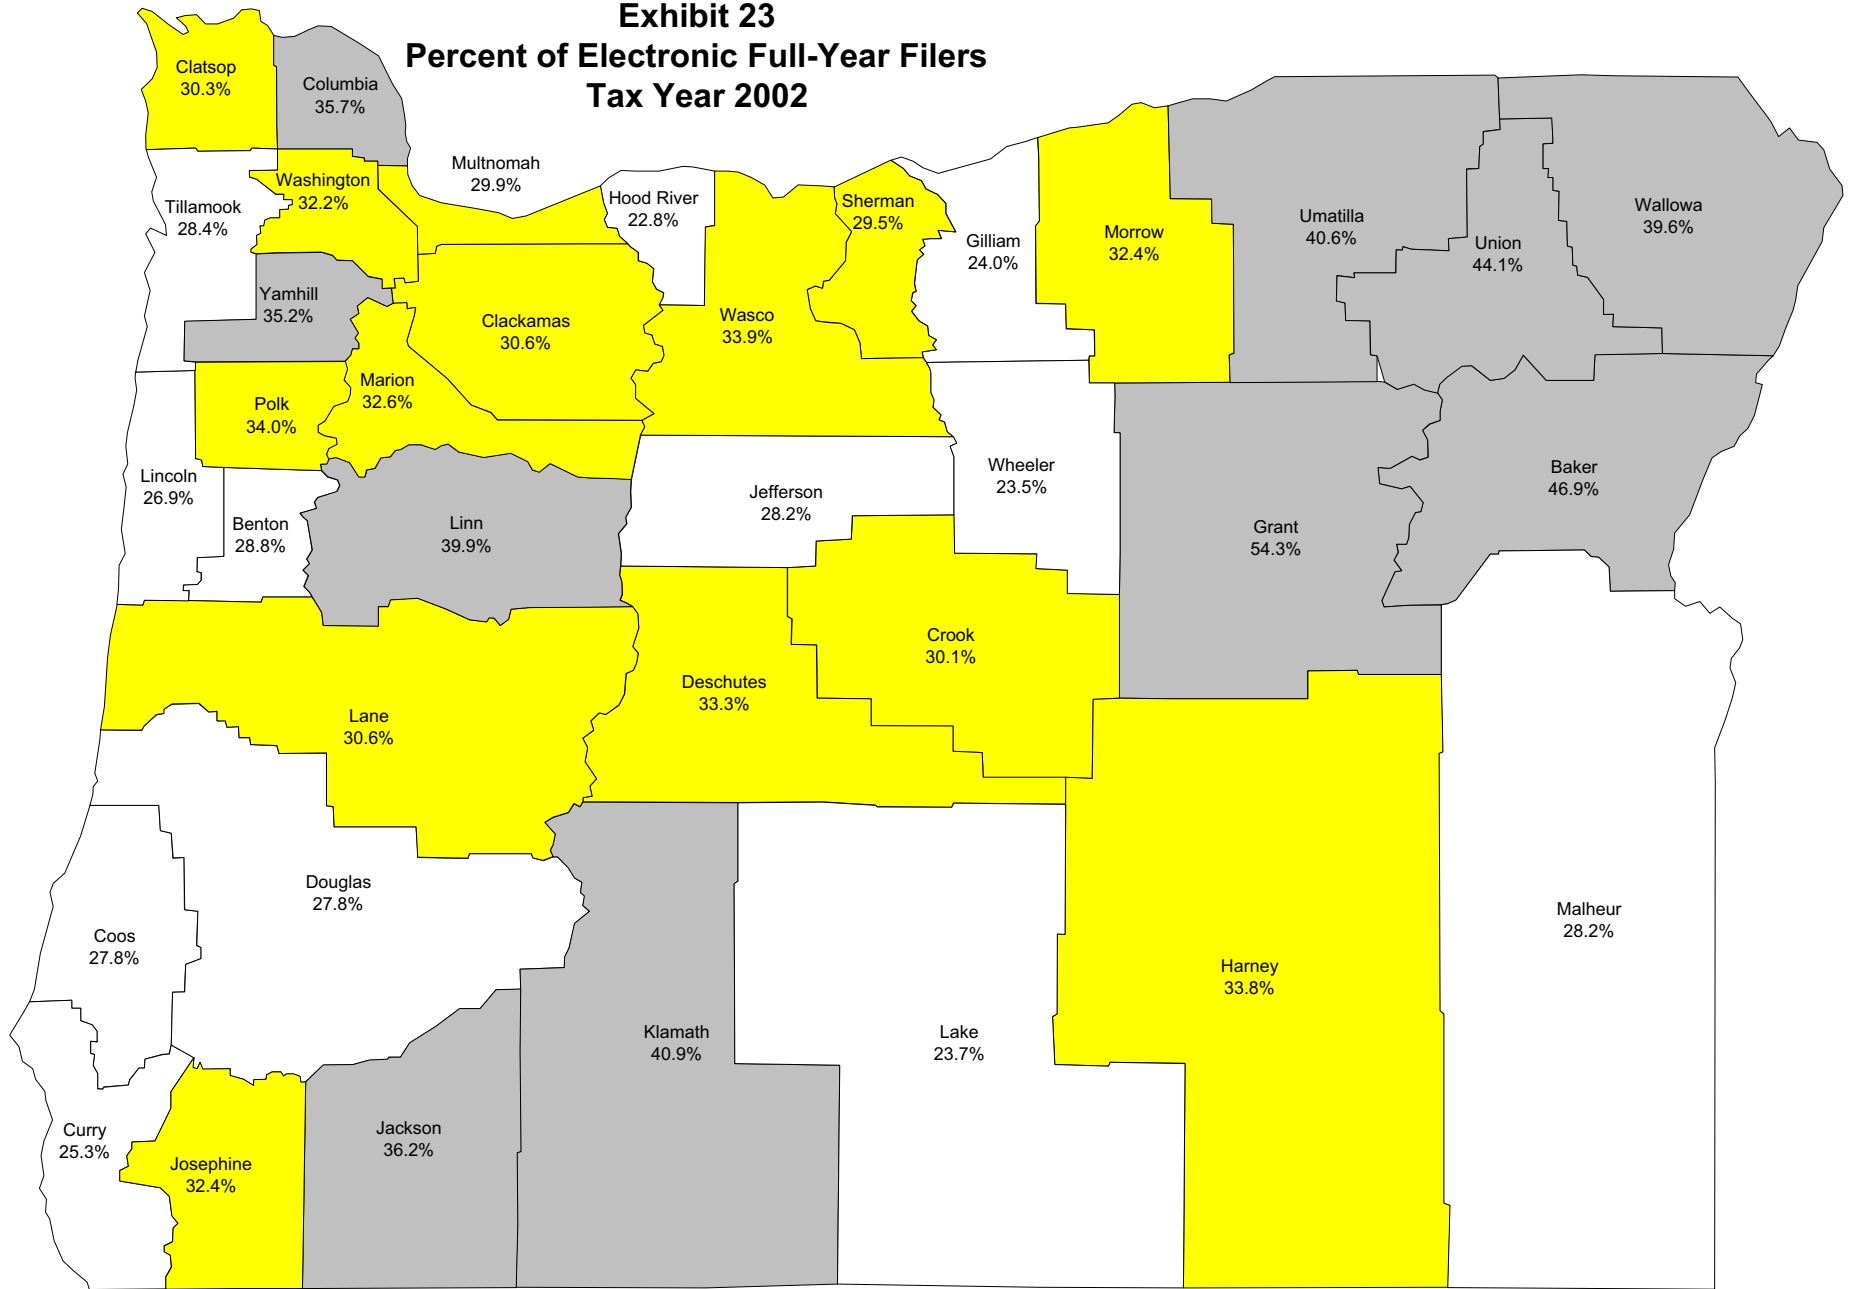 Exhibit 23
Percent of Electronic Full-Year Filers
Tax Year 2002
Clatsop
30.3%
Columbia
35.7%
Multnomah
29.9%
Washington
32.2%
Tillamook
28.4%
Hood River
22.8%
Sherman
29.5%
Gilliam
24.0%
Morrow
32.4%
Umatilla
40.6%
Union
44.1%
Wallowa
39.6%
Yamhill
35.2%
Clackamas
30.6%
Wasco
33.9%
Marion
32.6%
Polk
34.0%
Lincoln
26.9%
Benton
28.8%
Linn
39.9%
Jefferson
28.2%
Wheeler
23.5%
Grant
54.3%
Baker
46.9%
Crook
30.1%
Deschutes
33.3%
Lane
30.6%
Douglas
27.8%
Coos
27.8%
Malheur
28.2%
Harney
33.8%
Klamath
40.9%
Lake
23.7%
Curry
25.3%
Josephine
32.4%
Jackson
36.2%